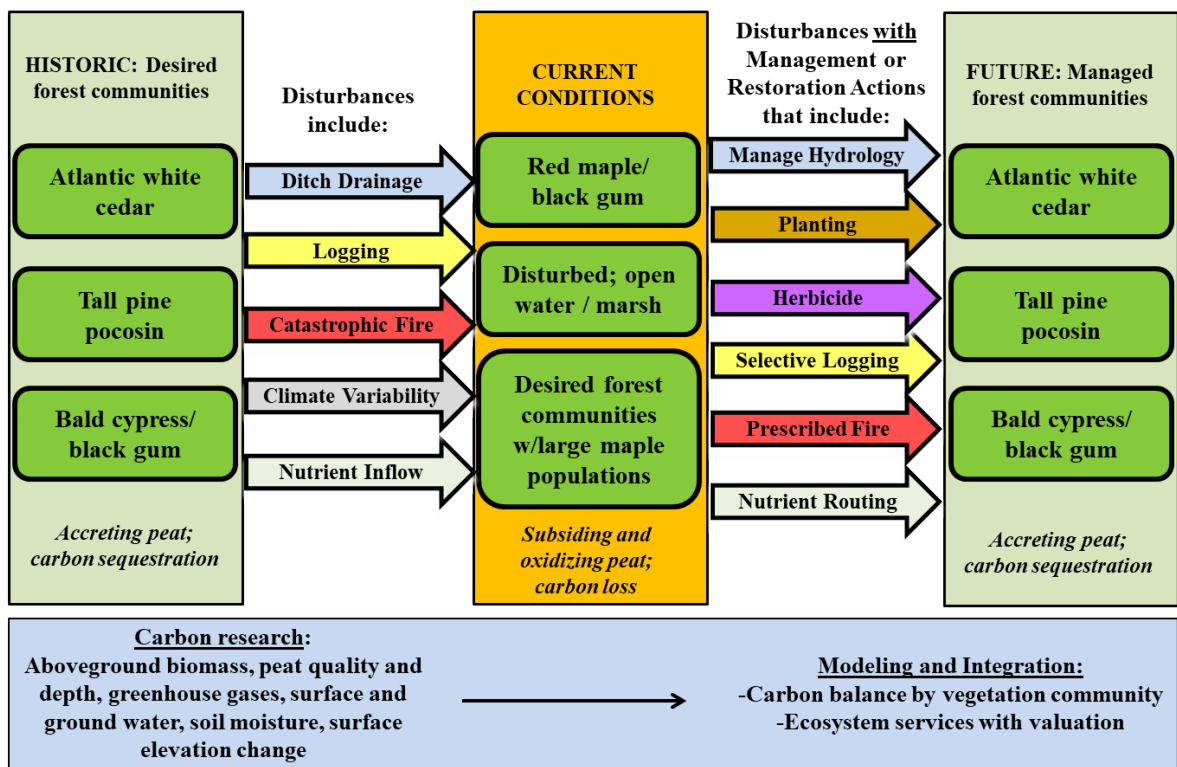 HISTORIC: Desired
forest communities
Atlantic white
cedar
Tall pine
pocosin
Bald cypress/
black gum
Accreting peat;
carbon sequestration
Disturbances
include:
Ditch Drainage
Logging
Catastrophic Fire
Climate Variability
Nutrient Inflow
CURRENT
CONDITIONS
Red maple/
black gum
Disturbed; open
water / marsh
Desired forest
communities
w/large maple
populations
Subsiding and
oxidizing peat;
carbon loss
Disturbances with
Management or
Restoration Actions
that include:
Manage Hydrology
Planting
Herbicide
Selective Logging
Prescribed Fire
Nutrient Routing
FUTURE: Managed
forest communities
Atlantic white
cedar
Tall pine
pocosin
Bald cypress/
black gum
Accreting peat;
carbon sequestration
Carbon research:
Aboveground biomass, peat quality and
depth, greenhouse gases, surface and
ground water, soil moisture, surface
elevation change
Modeling and Integration:
-Carbon balance by vegetation community
-Ecosystem services with valuation